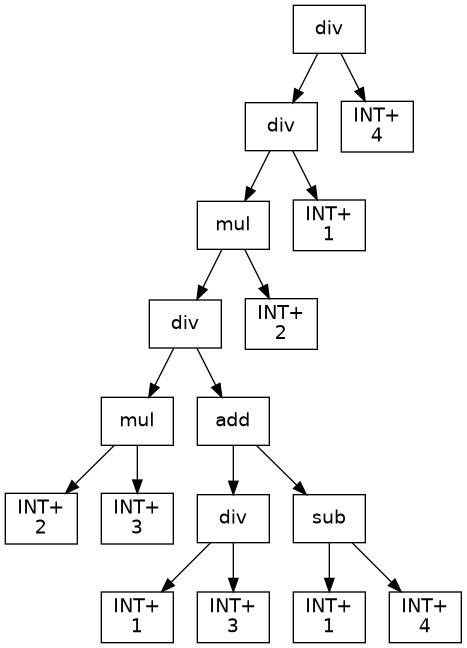 div
div
INT+
4
mul
INT+
1
div
INT+
2
mul
add
INT+
2
INT+
3
div
sub
INT+
1
INT+
3
INT+
1
INT+
4